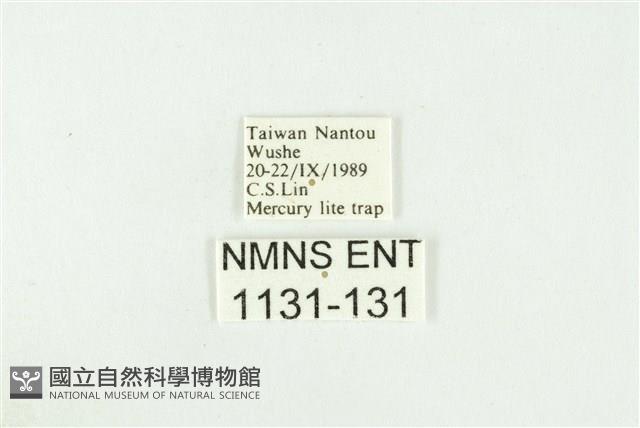 Taiwan Nantou
Wushe
20-22/IX/1989
C.S.Lin
Mercury lite trap
NMNS ENT
1131-131
國立自然科學博物館
NATIONAL MUSEUM OF NATURAL SCIENCE